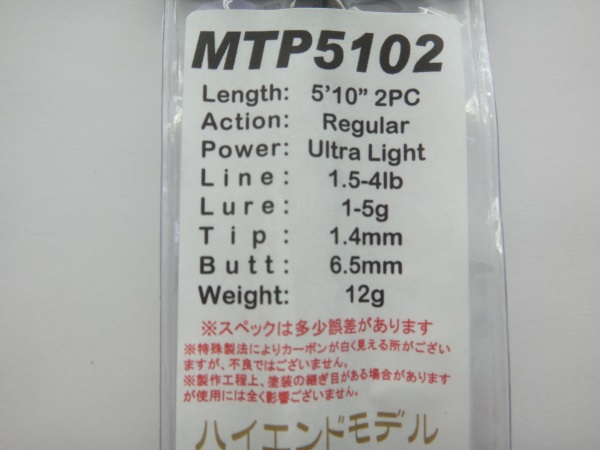 MTP5102
Length: 5'10" 2PC
Action: Regular
Power: Ultra Light
Line: 1.5-4lb
Lure: 1-5g
Tip: 1.4mm
Butt: 6.5mm
Weight: 12g
※スペックは多少誤差があります
※特殊製法によりカーボンが白く見える所がござい
ますが、不良ではございません。
※製作工程上、塗装の継ぎ目がある場合があります
が使用には全く影響ございません。
ハイエンドモデル